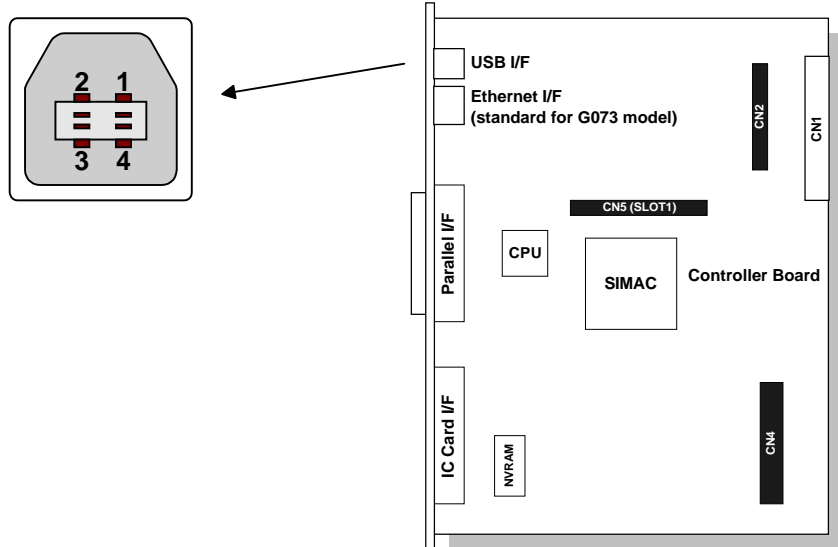 2 1
3 4
USB I/F
Ethernet I/F
(standard for G073 model)
CN2
CN1
CN5 (SLOT1)
Parallel I/F
CPU
SIMAC
Controller Board
IC Card I/F
NVRAM
CN4